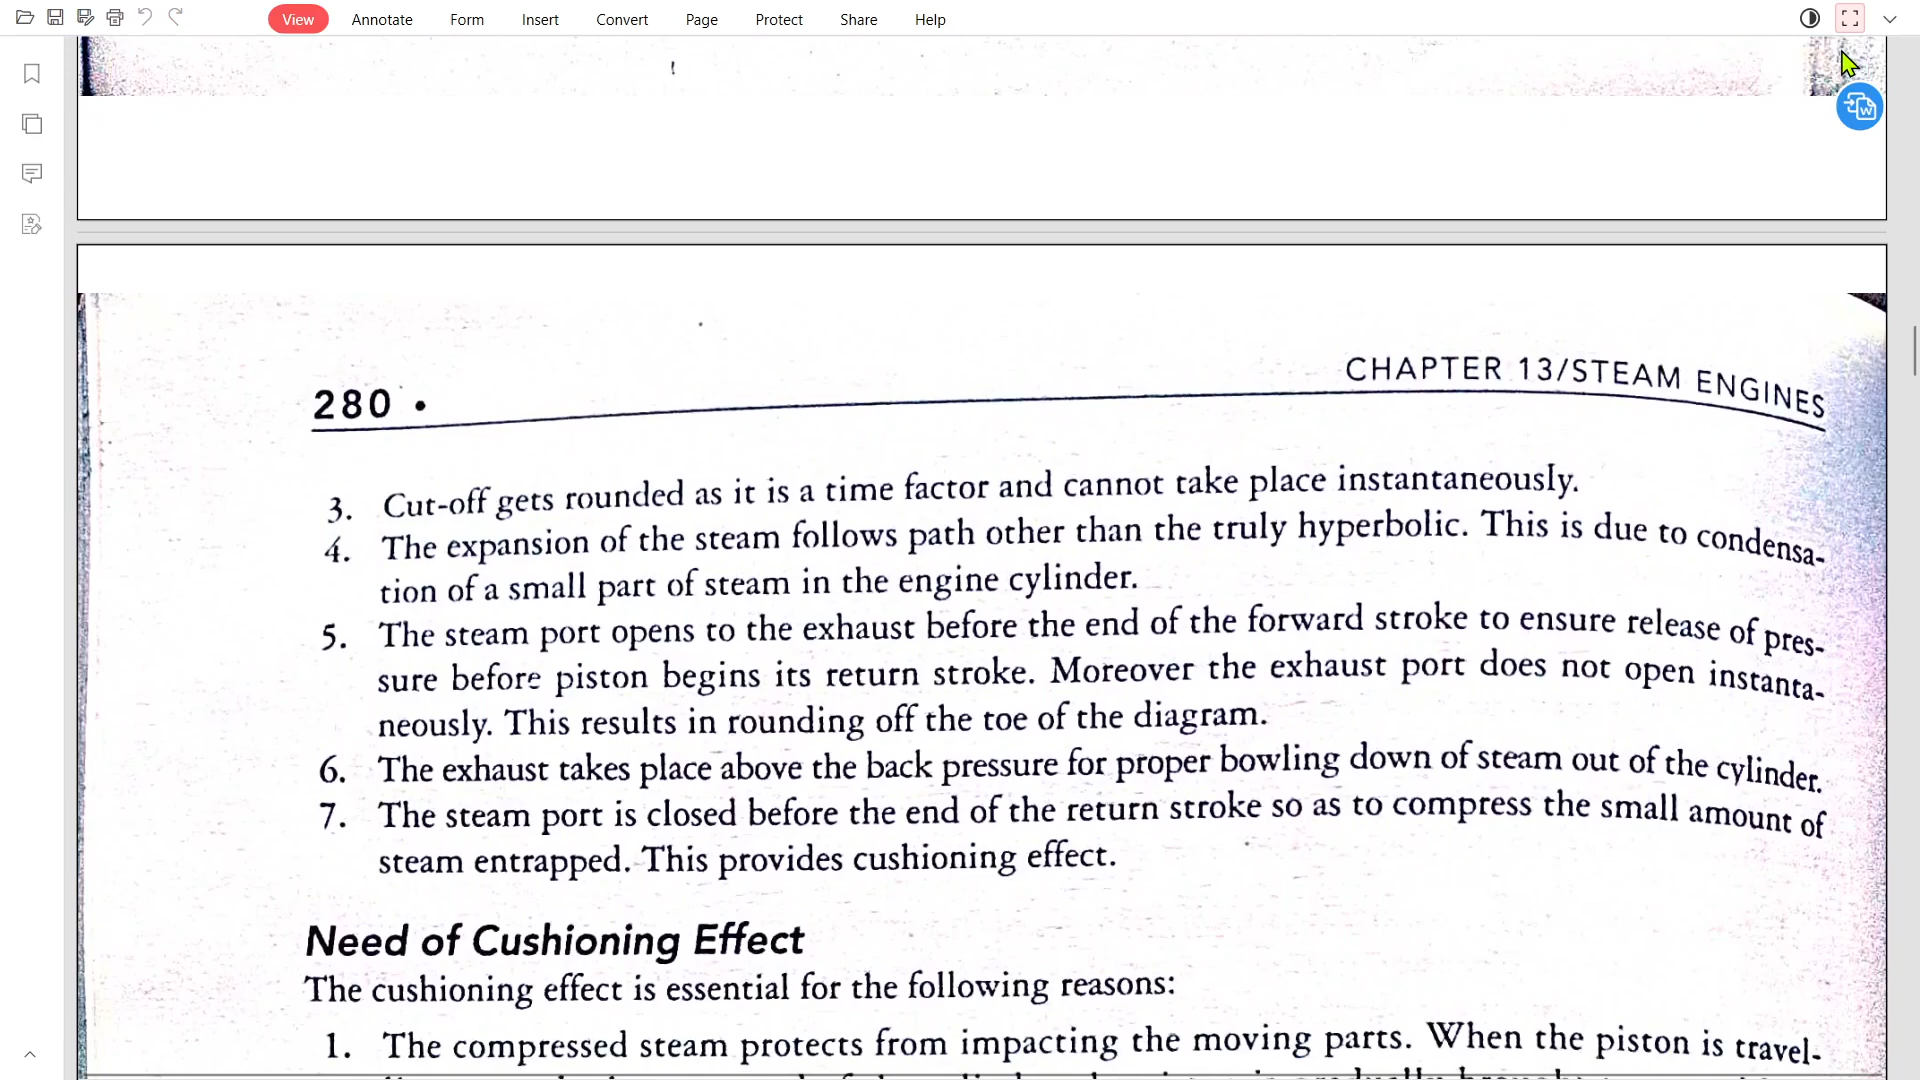 View Annotate Form Insert Convert Page Protect Share Help
280 •
CHAPTER 13/STEAM ENGINES
3. Cut-off gets rounded as it is a time factor and cannot take place instantaneously.
4. The expansion of the steam follows path other than the truly hyperbolic. This is due to condensa-
tion of a small part of steam in the engine cylinder.
5. The steam port opens to the exhaust before the end of the forward stroke to ensure release of pres-
sure before piston begins its return stroke. Moreover the exhaust port does not open instanta-
neously. This results in rounding off the toe of the diagram.
6. The exhaust takes place above the back pressure for proper bowling down of steam out of the cylinder.
7. The steam port is closed before the end of the return stroke so as to compress the small amount of
steam entrapped. This provides cushioning effect.
Need of Cushioning Effect
The cushioning effect is essential for the following reasons:
1. The compressed steam protects from impacting the moving parts. When the piston is travel-